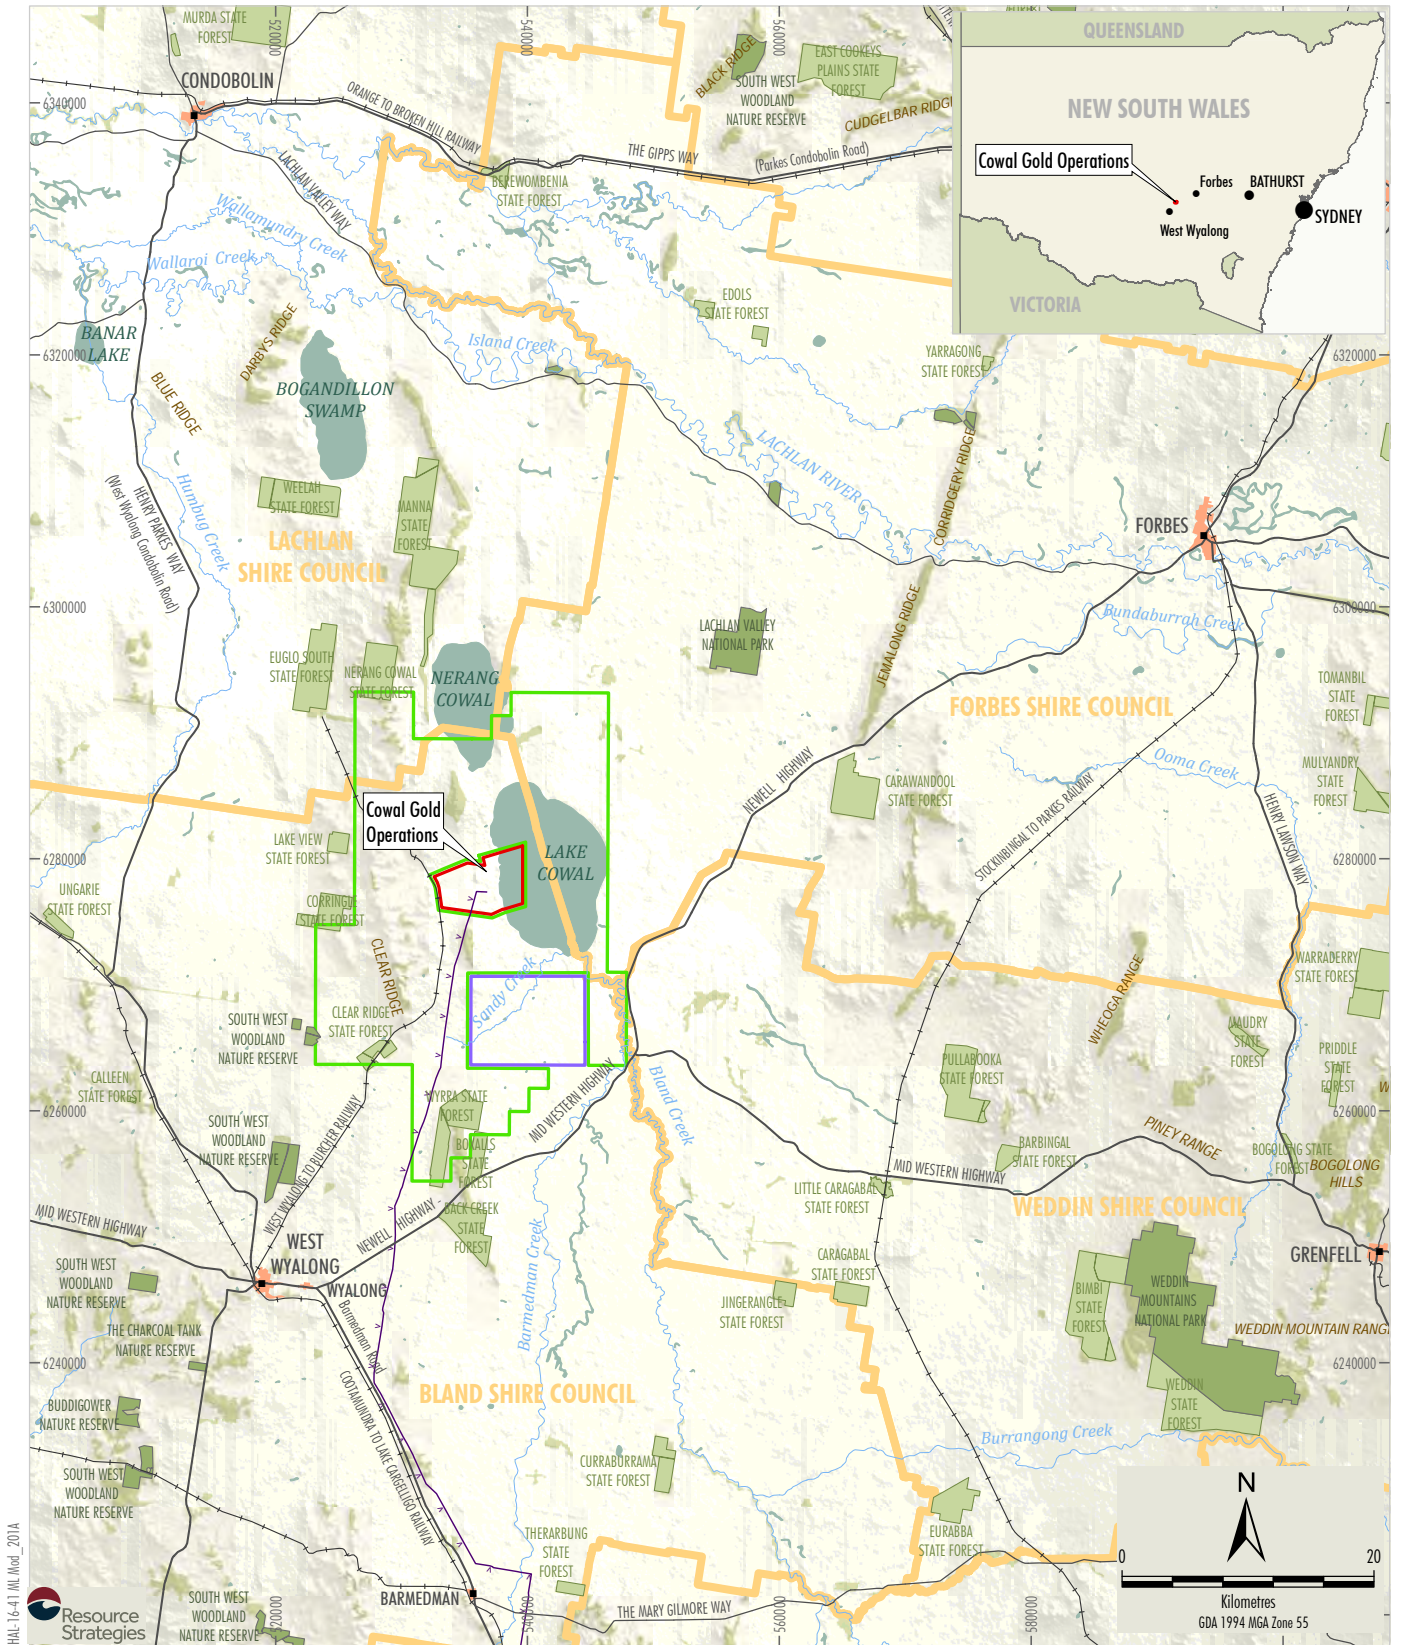 MURDA STATE
FOREST
520000
540000
560000
CONDOBOLIN
6340000
ORANGE TO BROKEN HILL RAILWAY
BLACK RIDGE
SOUTH WEST
WOODLAND
NATURE RESERVE
EAST COOKEYS
PLAINS STATE
FOREST
CUDGELBAR RIDGE
THE GIPPS WAY
(Parkes Condobolin Road)
LACHLAN VALLEY WAY
BEREWOMBENIA
STATE FOREST
QUEENSLAND
NEW SOUTH WALES
Cowal Gold Operations
Forbes
BATHURST
SYDNEY
West Wyalong
VICTORIA
Wallamundry Creek
Wallaroi Creek
BANAR
LAKE
6320000
DARBYS RIDGE
BLUE RIDGE
BOGANDILLON
SWAMP
Island Creek
EDOLS
STATE FOREST
YARRAGONG
STATE FOREST
6320000
Humbug Creek
HENRY PARKES WAY
(West Wyalong Condobolin Road)
WEELAH
STATE FOREST
MANNA
STATE
FOREST
LACHLAN RIVER
CORRIDGERY RIDGE
FORBES
LACHLAN
SHIRE COUNCIL
6300000
6300000
LACHLAN VALLEY
NATIONAL PARK
JEMALONG RIDGE
Bundaburrah Creek
EUGLO SOUTH
STATE FOREST
NERANG COWAL
STATE FOREST
NERANG
COWAL
FORBES SHIRE COUNCIL
TOMANBIL
STATE
FOREST
NEWELL HIGHWAY
CARAWANDOOL
STATE FOREST
Ooma Creek
MULYANDRY
STATE
FOREST
STOCKINBINGAL TO PARKES RAILWAY
HENRY LAWSON WAY
Cowal Gold
Operations
LAKE VIEW
STATE FOREST
LAKE
COWAL
6280000
6280000
UNGARIE
STATE FOREST
CORRINGLE
STATE FOREST
CLEAR RIDGE
Sandy Creek
WARRADERRY
STATE FOREST
WHEOGA RANGE
SOUTH WEST
WOODLAND
NATURE RESERVE
CLEAR RIDGE
STATE FOREST
MAUDRY
STATE
FOREST
PRIDDLE
STATE
FOREST
W
CALLEEN
STATE FOREST
PULLABOOKA
STATE FOREST
6260000
6260000
WYRRA STATE
FOREST
MID WESTERN HIGHWAY
Bland Creek
SOUTH WEST
WOODLAND
NATURE RESERVE
BOXALLS
STATE
FOREST
WEST WYALONG TO BURCHER RAILWAY
PINEY RANGE
BARBINGAL
STATE FOREST
BOGOLONG STATE
FOREST
BOGOLONG
HILLS
MID WESTERN HIGHWAY
LITTLE CARAGABAL
STATE FOREST
WEDDIN SHIRE COUNCIL
MID WESTERN HIGHWAY
NEWELL HIGHWAY
BACK CREEK
STATE
FOREST
Barmedman Creek
WEST
WYALONG
WYALONG
CARAGABAL
STATE FOREST
GRENFELL
SOUTH WEST
WOODLAND
NATURE RESERVE
JINGERANGLE
STATE FOREST
BIMBI
STATE
FOREST
WEDDIN
MOUNTAINS
NATIONAL PARK
WEDDIN MOUNTAIN RANGE
THE CHARCOAL TANK
NATURE RESERVE
Barmedman Road
6240000
6240000
COOTAMUNDRA TO LAKE CARGELLIGO RAILWAY
BLAND SHIRE COUNCIL
WEDDIN
STATE
FOREST
BUDDIGOWER
NATURE RESERVE
Burrangong Creek
CURRABURRAMA
STATE FOREST
SOUTH WEST
WOODLAND
NATURE RESERVE
THERARBUNG
STATE
FOREST
EURABBA
STATE FOREST
N
0
20
Kilometres
GDA 1994 MGA Zone 55
BARMEDMAN
THE MARY GILMORE WAY
SOUTH WEST
WOODLAND
NATURE RESERVE
520000
540000
560000
580000
HAL-16-41 ML Mod_201A
Resource
Strategies